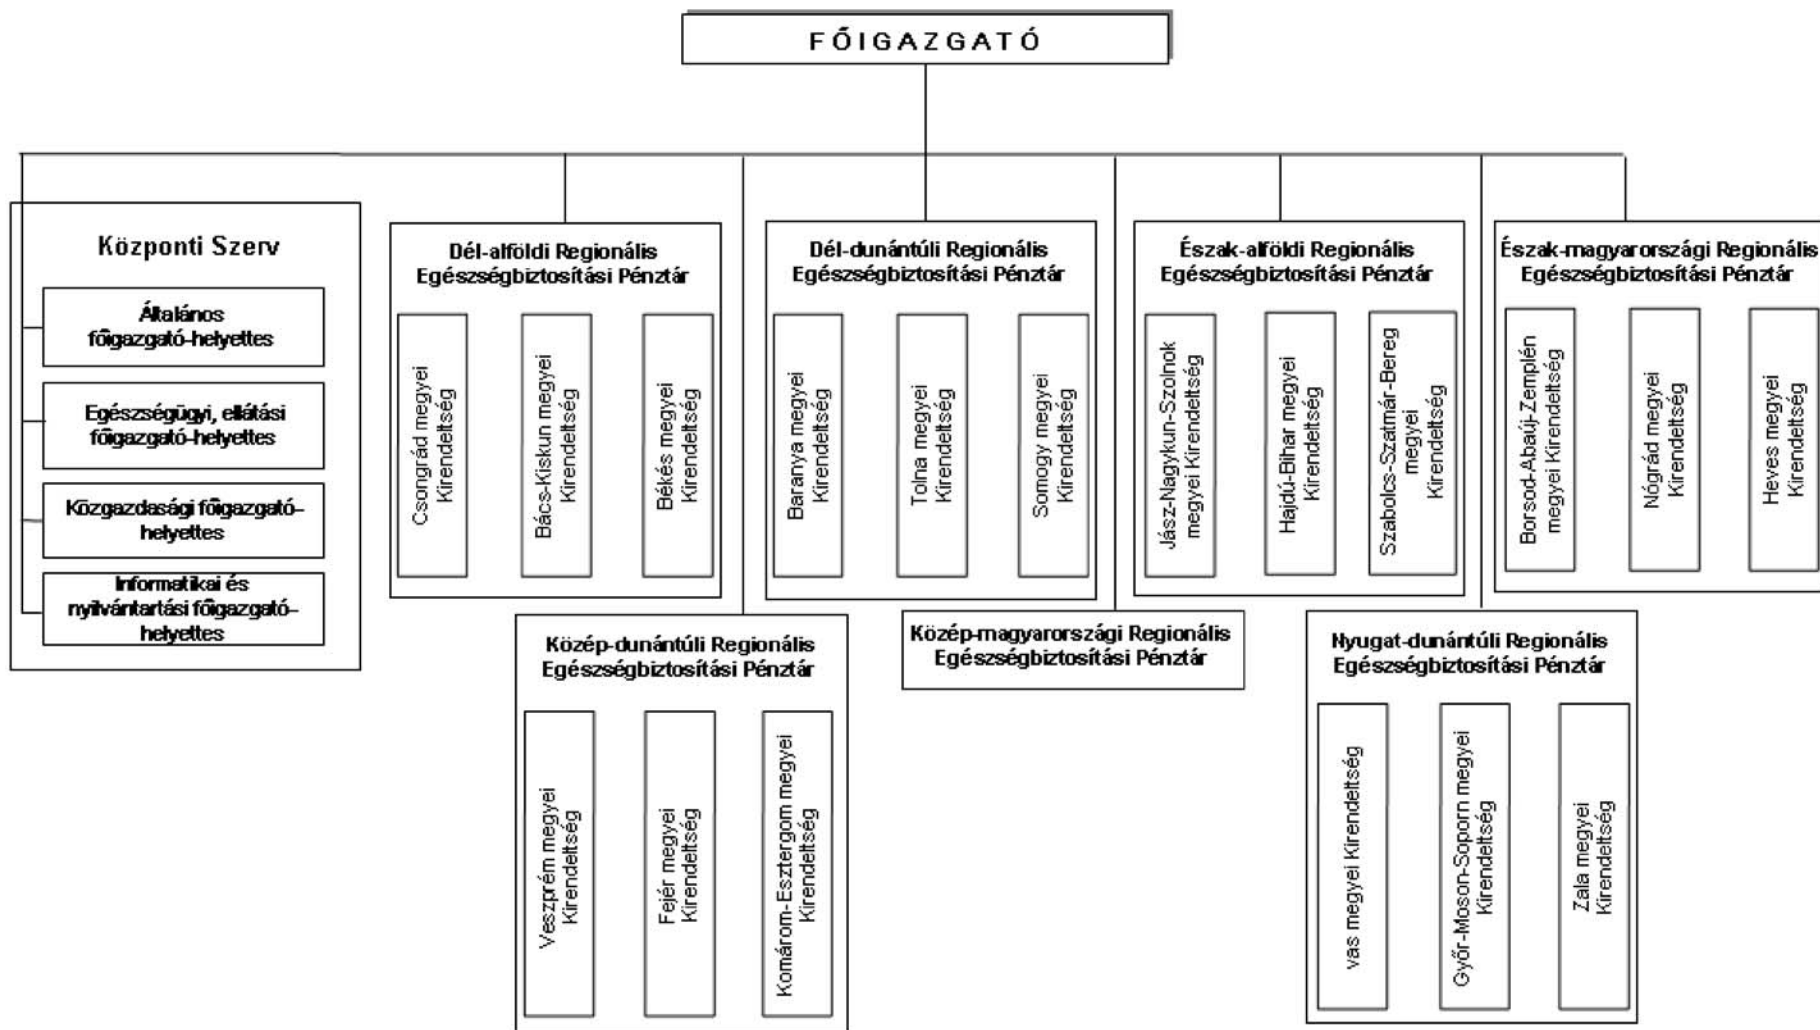 FŐIGAZGATÓ
Központi Szerv
Általános
főigazgató-helyettes
Egészségügyi, ellátási
főigazgató-helyettes
Közgazdasági főigazgató-
helyettes
Informatikai és
nyilvántartási főigazgató-
helyettes
Dél-alföldi Regionális
Egészségbiztosítási Pénztár
Csongrád megyei
Kirendeltség
Bács-Kiskun megyei
Kirendeltség
Békés megyei
Kirendeltség
Dél-dunántúli Regionális
Egészségbiztosítási Pénztár
Baranya megyei
Kirendeltség
Tolna megyei
Kirendeltség
Somogy megyei
Kirendeltség
Észak-alföldi Regionális
Egészségbiztosítási Pénztár
Jász-Nagykun-Szolnok
megyei Kirendeltség
Hajdú-Bihar megyei
Kirendeltség
Szabolcs-Szatmár-Bereg
megyei
Kirendeltség
Észak-magyarországi Regionális
Egészségbiztosítási Pénztár
Borsod-Abaúj-Zemplén
megyei Kirendeltség
Nógrád megyei
Kirendeltség
Heves megyei
Kirendeltség
Közép-dunántúli Regionális
Egészségbiztosítási Pénztár
Veszprém megyei
Kirendeltség
Fejér megyei
Kirendeltség
Komárom-Esztergom megyei
Kirendeltség
Közép-magyarországi Regionális
Egészségbiztosítási Pénztár
Nyugat-dunántúli Regionális
Egészségbiztosítási Pénztár
vas megyei Kirendeltség
Győr-Moson-Soporn megyei
Kirendeltség
Zala megyei
Kirendeltség